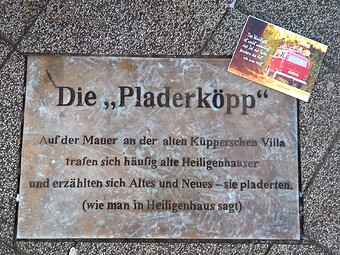 Die „Pladerköpp“
Auf der Mauer an der alten Küpperschen Villa
trafen sich häufig alte Heiligenhauser
und erzählten sich Altes und Neues – sie pladerten.
(wie man in Heiligenhaus sagt)